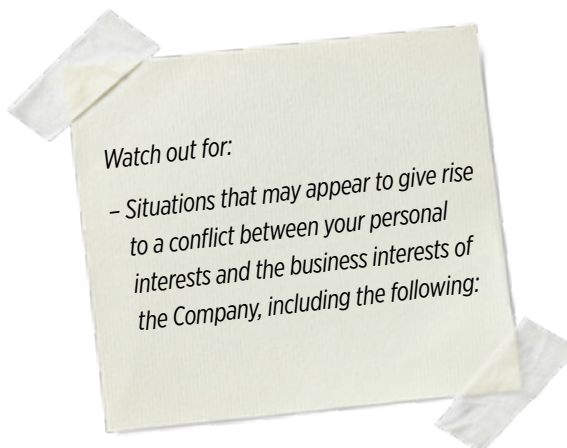 Watch out for:
– Situations that may appear to give rise
to a conflict between your personal
interests and the business interests of
the Company, including the following: